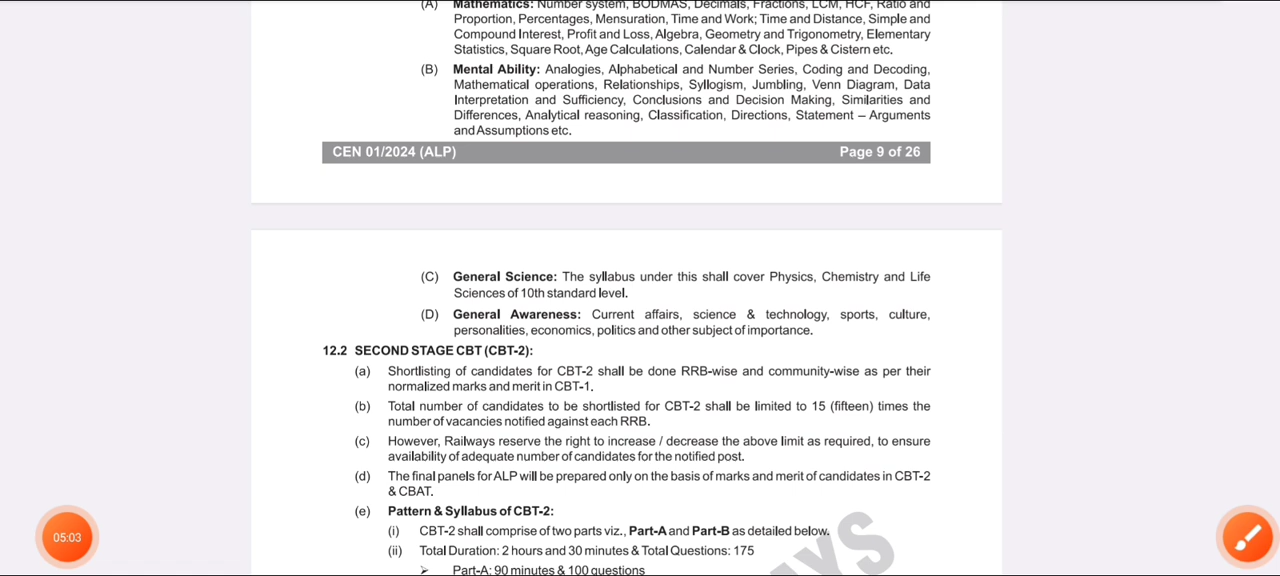 (A) Mathematics: Number system, BODMAS, Decimals, Fractions, LCM, HCF, Ratio and
Proportion, Percentages, Mensuration, Time and Work; Time and Distance, Simple and
Compound Interest, Profit and Loss, Algebra, Geometry and Trigonometry, Elementary
Statistics, Square Root, Age Calculations, Calendar & Clock, Pipes & Cistern etc.
(B) Mental Ability: Analogies, Alphabetical and Number Series, Coding and Decoding,
Mathematical operations, Relationships, Syllogism, Jumbling, Venn Diagram, Data
Interpretation and Sufficiency, Conclusions and Decision Making, Similarities and
Differences, Analytical reasoning, Classification, Directions, Statement – Arguments
and Assumptions etc.
CEN 01/2024 (ALP) Page 9 of 26
(C) General Science: The syllabus under this shall cover Physics, Chemistry and Life
Sciences of 10th standard level.
(D) General Awareness: Current affairs, science & technology, sports, culture,
personalities, economics, politics and other subject of importance.
12.2 SECOND STAGE CBT (CBT-2):
(a) Shortlisting of candidates for CBT-2 shall be done RRB-wise and community-wise as per their
normalized marks and merit in CBT-1.
(b) Total number of candidates to be shortlisted for CBT-2 shall be limited to 15 (fifteen) times the
number of vacancies notified against each RRB.
(c) However, Railways reserve the right to increase / decrease the above limit as required, to ensure
availability of adequate number of candidates for the notified post.
(d) The final panels for ALP will be prepared only on the basis of marks and merit of candidates in CBT-2
& CBAT.
(e) Pattern & Syllabus of CBT-2:
(i) CBT-2 shall comprise of two parts viz., Part-A and Part-B as detailed below.
(ii) Total Duration: 2 hours and 30 minutes & Total Questions: 175
➢ Part-A: 90 minutes & 100 questions
05:03